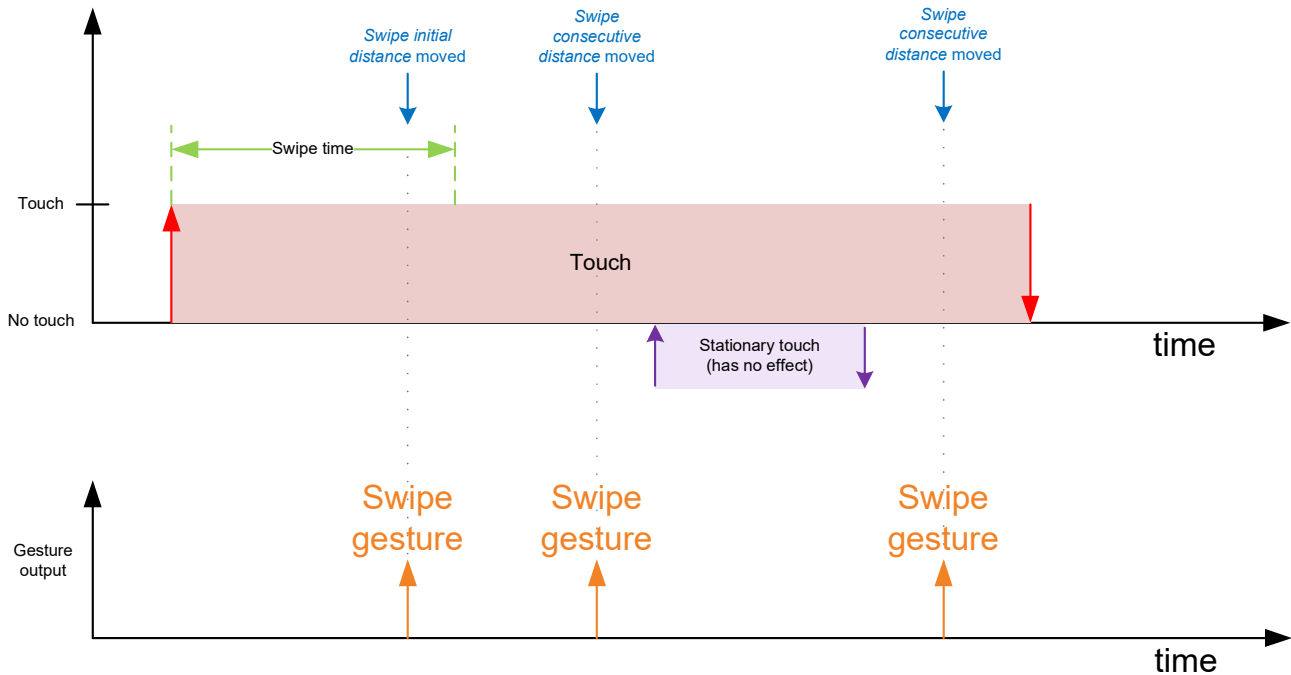 Swipe initial
distance moved
Swipe
consecutive
distance moved
Swipe
consecutive
distance moved
Swipe time
Touch
Touch
No touch
Stationary touch
(has no effect)
time
Swipe
gesture
Swipe
gesture
Swipe
gesture
Gesture
output
time